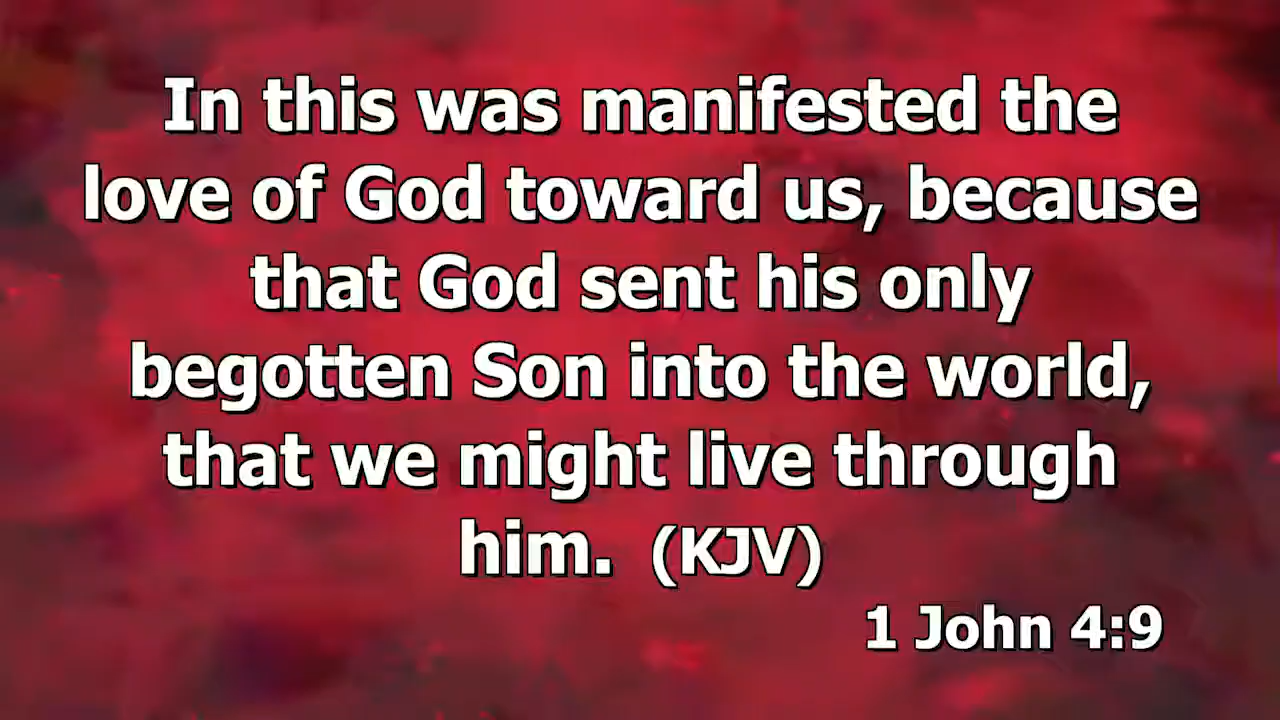 In this was manifested the
love of God toward us, because
that God sent his only
begotten Son into the world,
that we might live through
him.  (KJV)
1 John 4:9